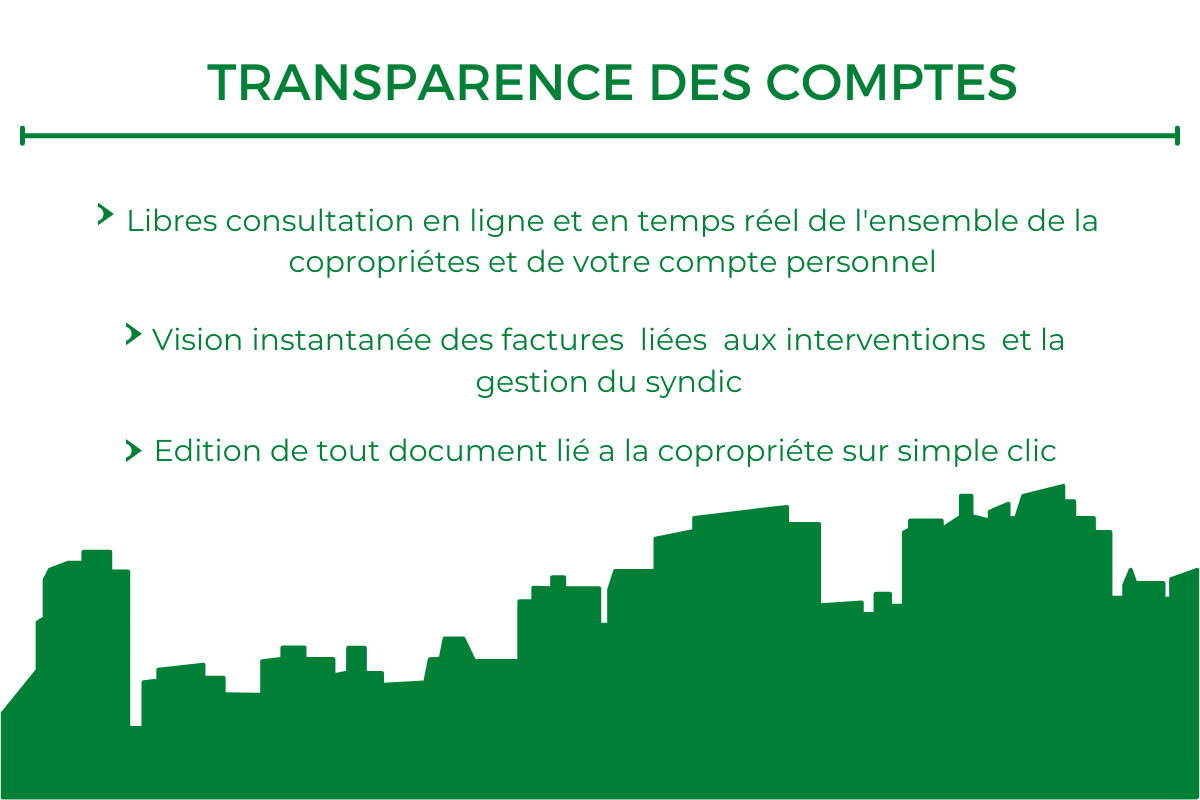 TRANSPARENCE DES COMPTES
Libres consultation en ligne et en temps réel de l'ensemble de la
copropriétes et de votre compte personnel
Vision instantanée des factures liées aux interventions et la
gestion du syndic
Edition de tout document lié a la copropriéte sur simple clic